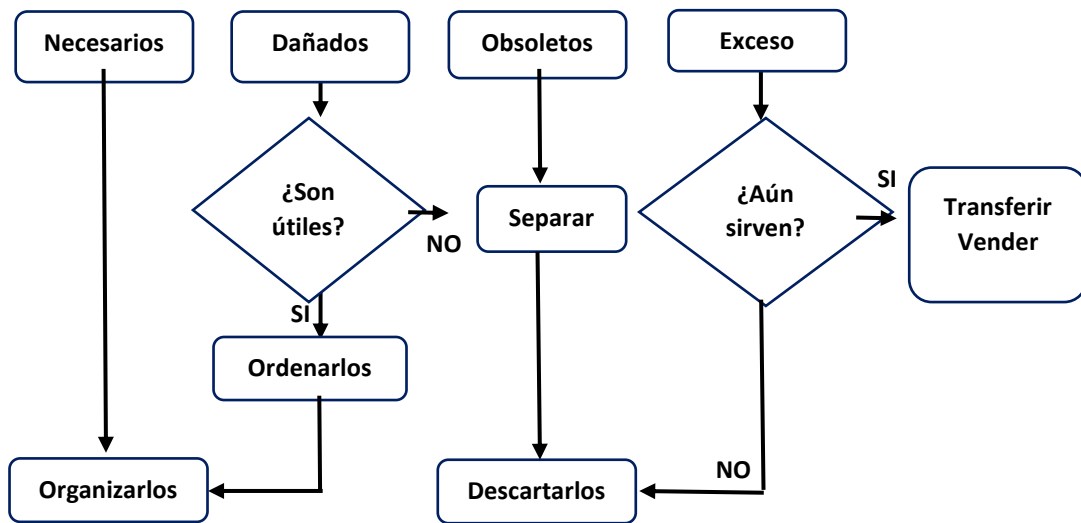 Necesarios
Dañados
Obsoletos
Exceso
¿Son
útiles?
NO
SI
Separar
¿Aún
sirven?
SI
Transferir
Vender
Ordenarlos
Organizarlos
Descartarlos
NO